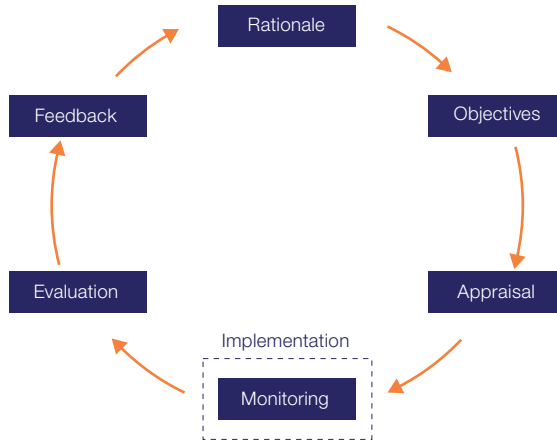 Rationale
Objectives
Appraisal
Implementation
Monitoring
Evaluation
Feedback